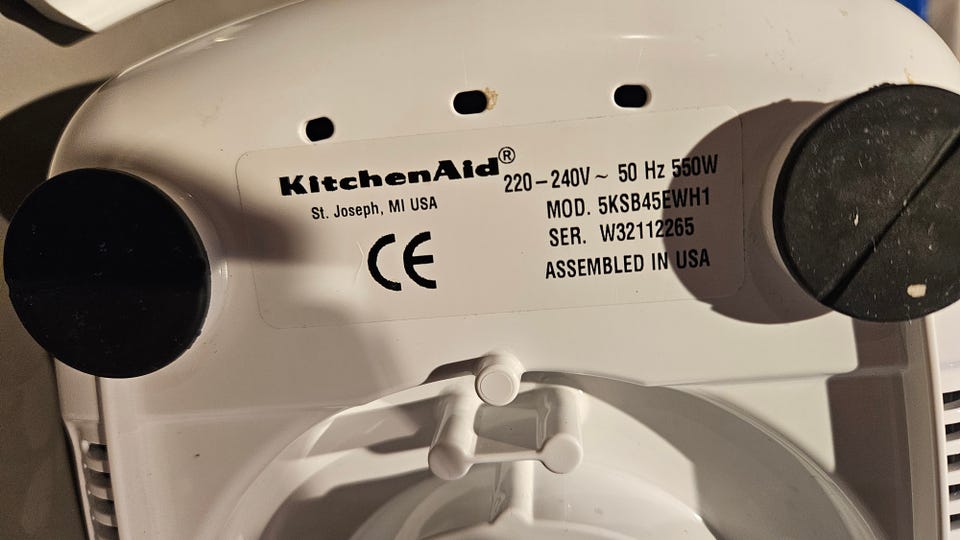 KitchenAid®
St. Joseph, MI USA
CE
220-240V~ 50 Hz 550W
MOD. 5KSB45EWH1
SER. W32112265
ASSEMBLED IN USA